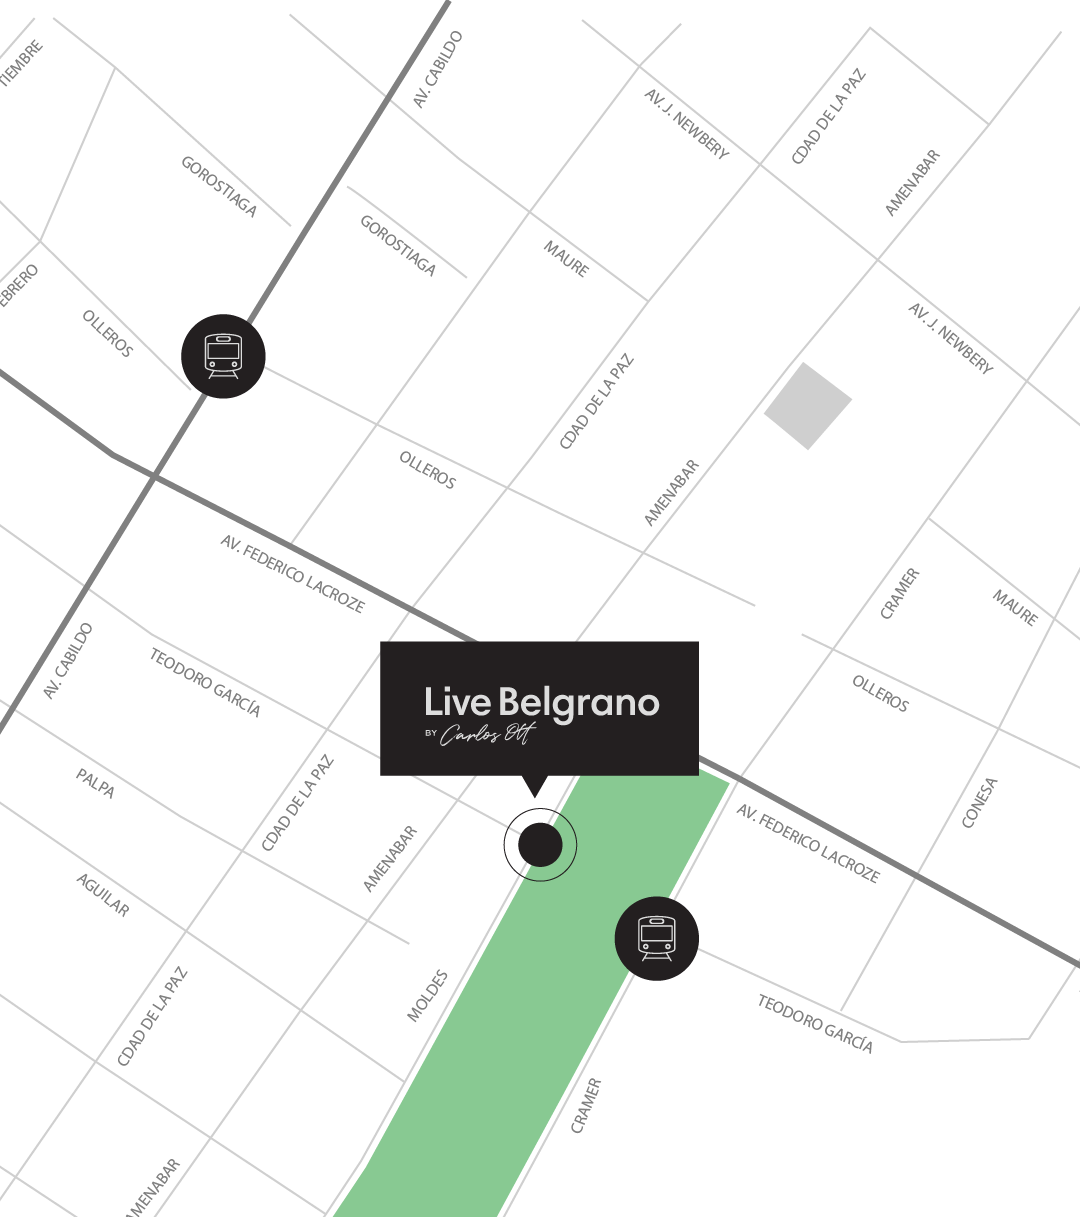 TIEMBRE
AV. CABILDO
AV. J. NEWBERY
CDAD DE LA PAZ
AMENABAR
GOROSTIAGA
GOROSTIAGA
MAURE
EBRERO
OLLEROS
AV. J. NEWBERY
CDAD DE LA PAZ
OLLEROS
AMENABAR
AV. FEDERICO LACROZE
CRAMER
MAURE
AV. CABILDO
TEODORO GARCÍA
OLLEROS
Live Belgrano
BY Carlos Ott
PALPA
CDAD DE LA PAZ
AMENABAR
CONESA
AV. FEDERICO LACROZE
AGUILAR
MOLDES
CDAD DE LA PAZ
TEODORO GARCÍA
CRAMER
AMENABAR